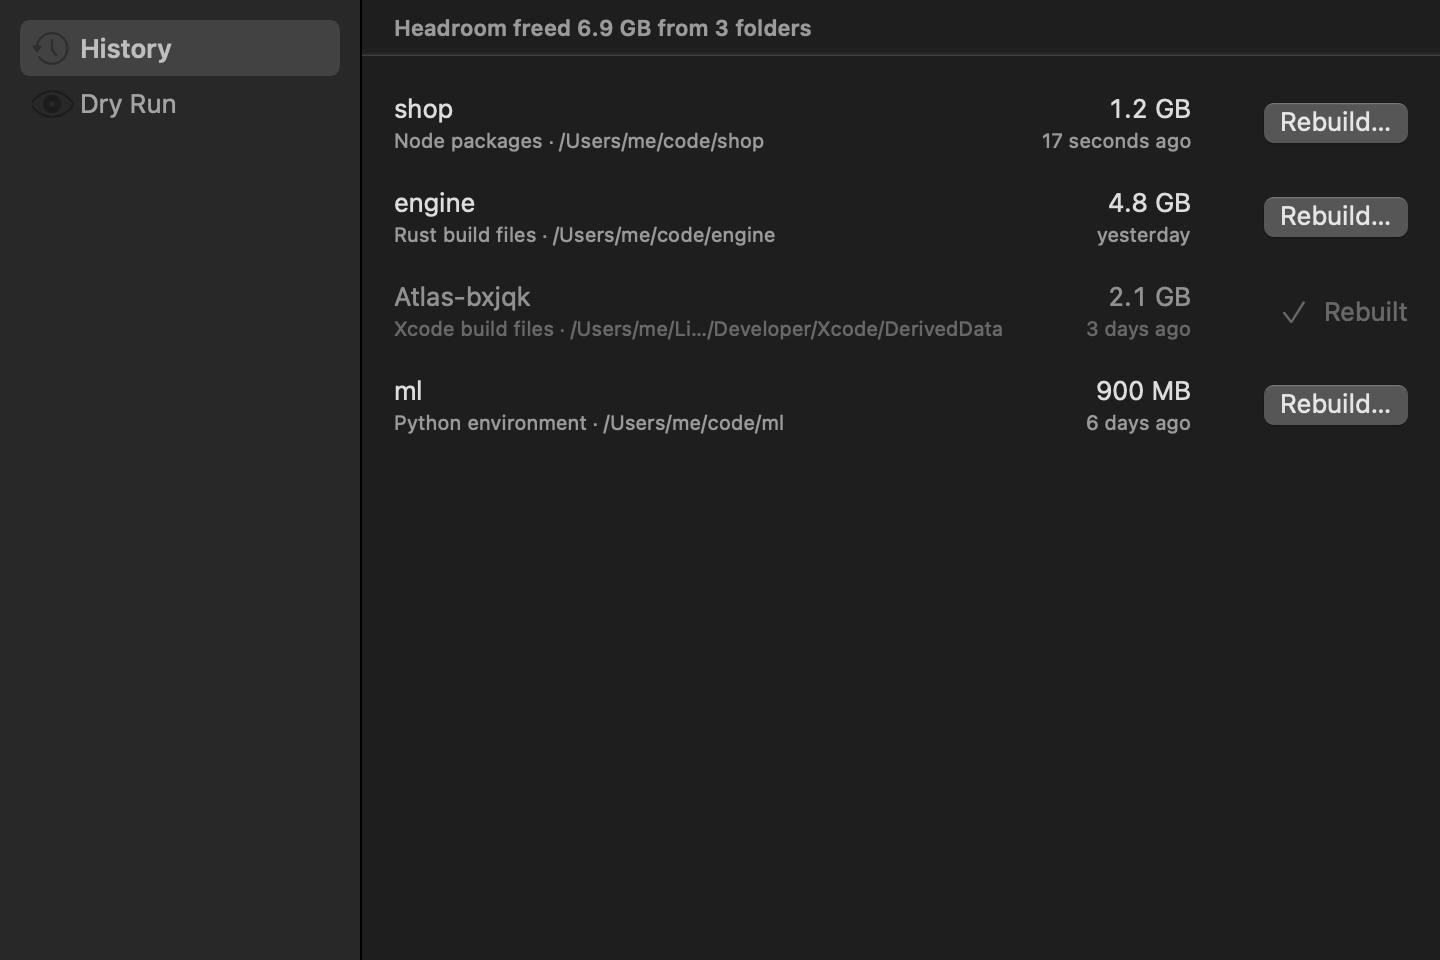 History
Dry Run
Headroom freed 6.9 GB from 3 folders
shop
1.2 GB
Rebuild...
Node packages · /Users/me/code/shop
17 seconds ago
engine
4.8 GB
Rebuild...
Rust build files · /Users/me/code/engine
yesterday
Atlas-bxjqk
2.1 GB
Rebuilt
Xcode build files · /Users/me/Li.../Developer/Xcode/DerivedData
3 days ago
ml
900 MB
Rebuild...
Python environment · /Users/me/code/ml
6 days ago